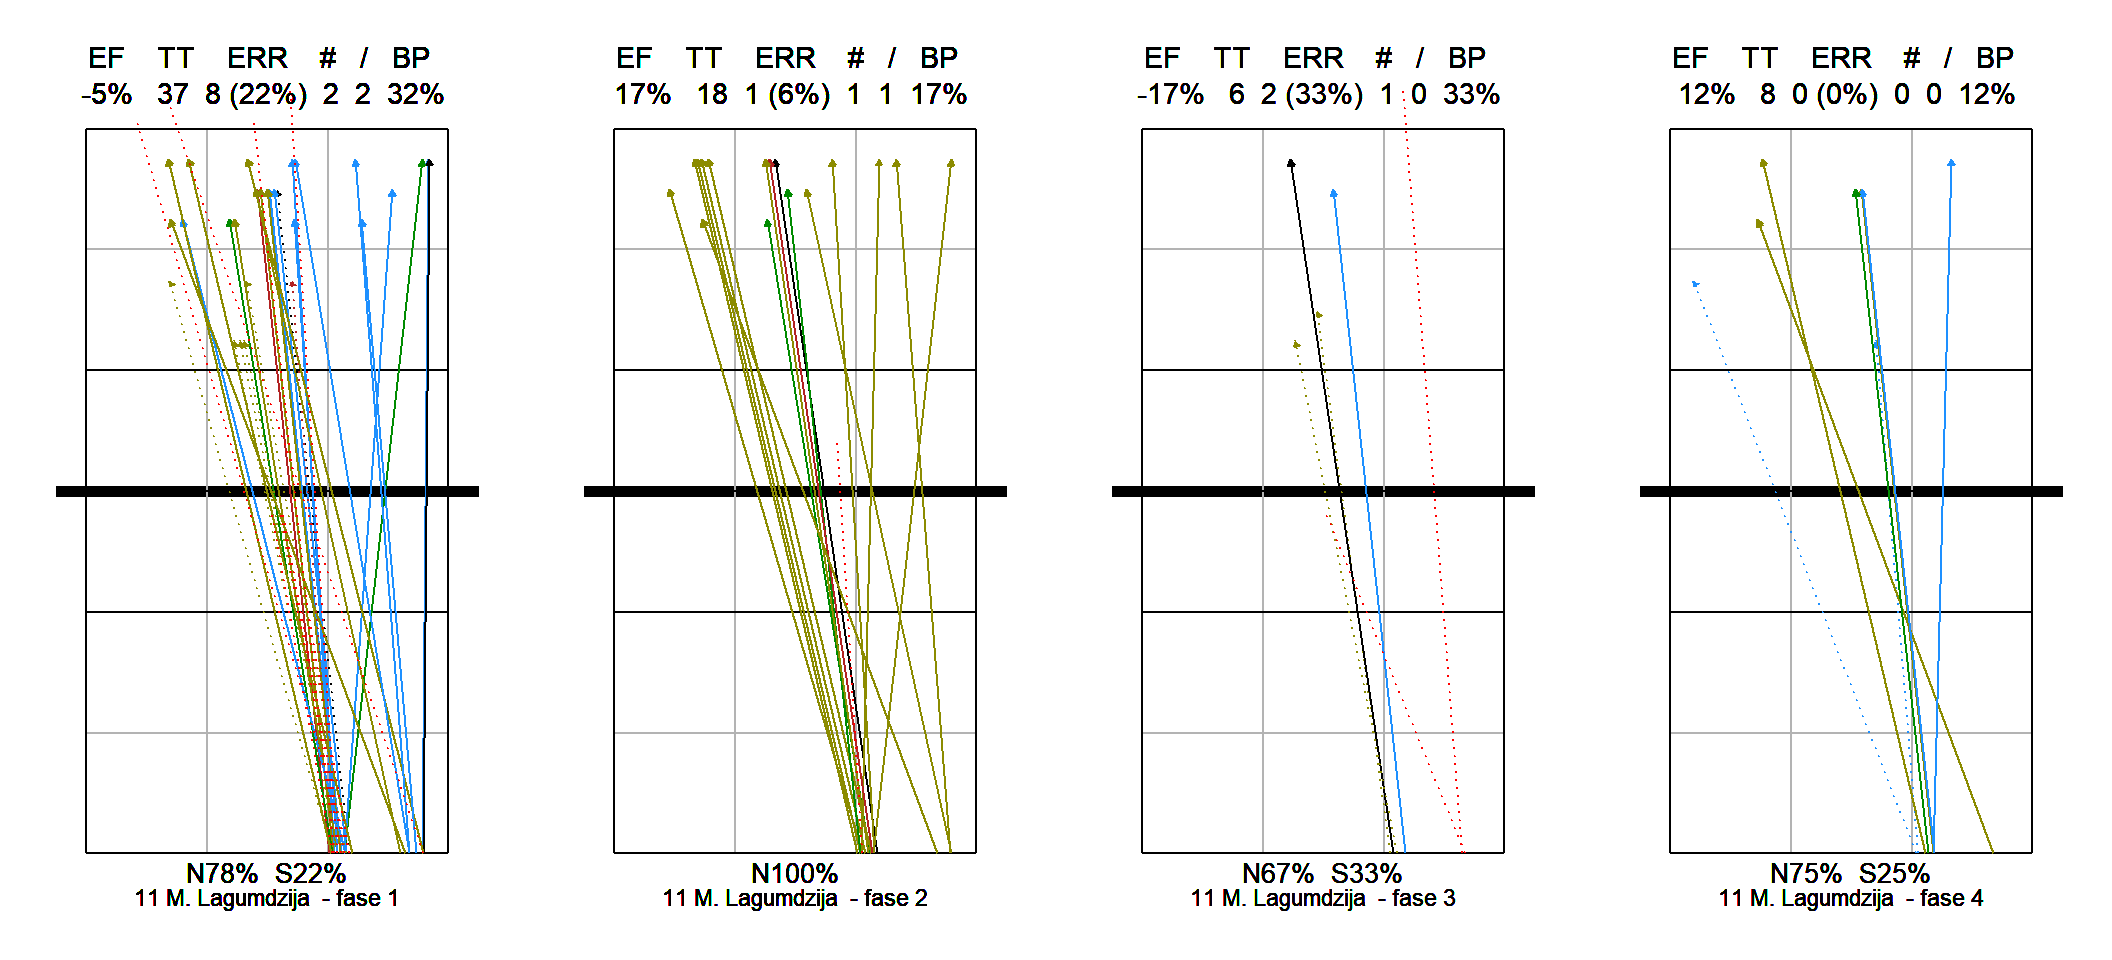 EF TT ERR # / BP
-5% 37 8 (22%) 2 2 32%
N78% S22%
11 M. Lagumdzija - fase 1
EF TT ERR # / BP
17% 18 1 (6%) 1 1 17%
N100%
11 M. Lagumdzija - fase 2
EF TT ERR # / BP
-17% 6 2 (33%) 1 0 33%
N67% S33%
11 M. Lagumdzija - fase 3
EF TT ERR # / BP
12% 8 0 (0%) 0 0 12%
N75% S25%
11 M. Lagumdzija - fase 4